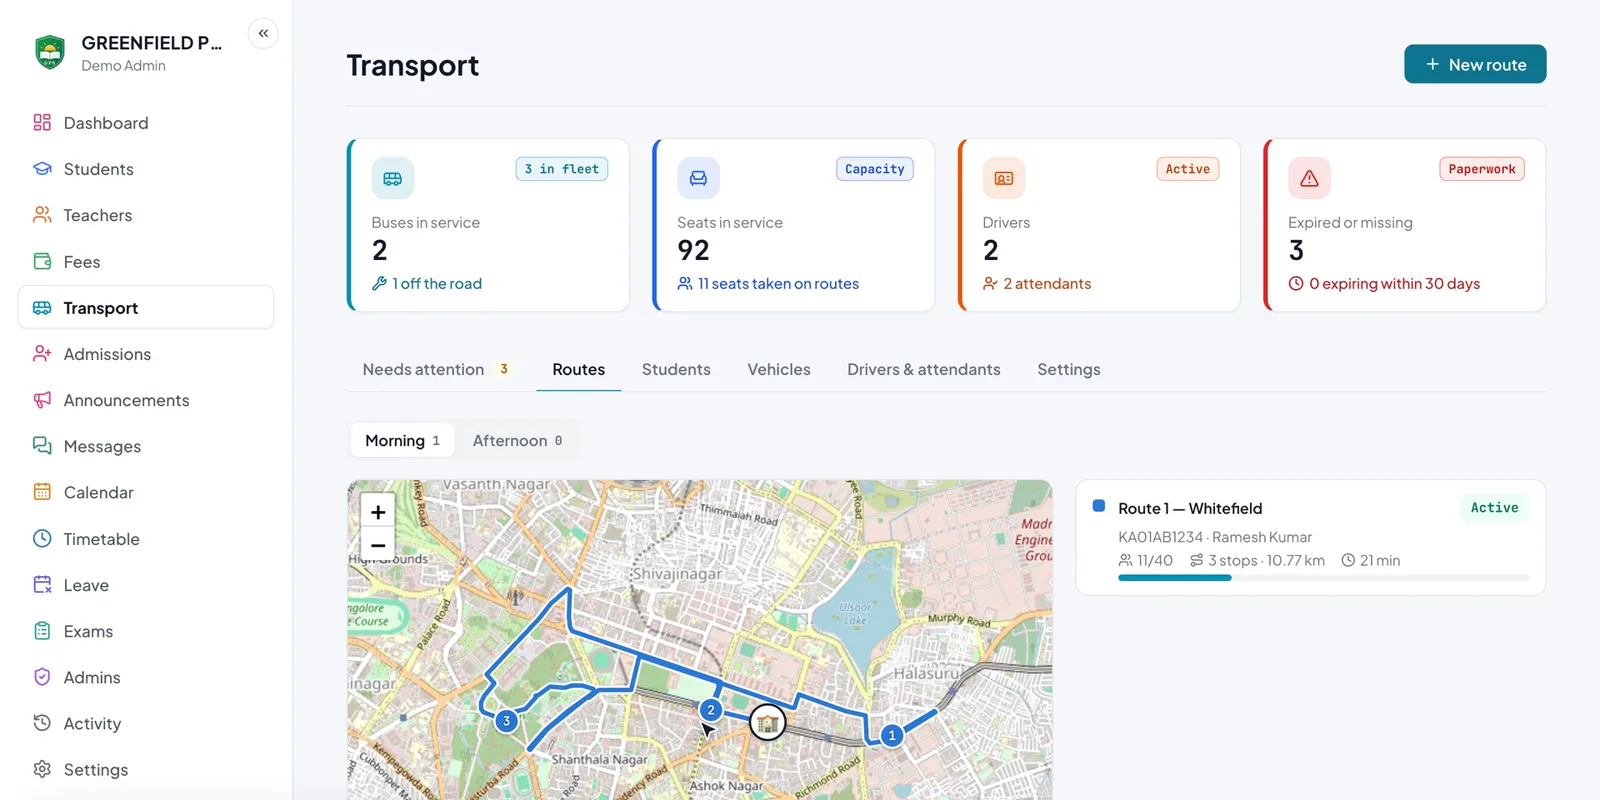 GREENFIELD P...
Demo Admin
Dashboard
Students
Teachers
Fees
Transport
Admissions
Announcements
Messages
Calendar
Timetable
Leave
Exams
Admins
Activity
Settings
Transport
+ New route
3 in fleet
Buses in service
2
1 off the road
Capacity
Seats in service
92
11 seats taken on routes
Active
Drivers
2
2 attendants
Paperwork
Expired or missing
3
0 expiring within 30 days
Needs attention 3
Routes
Students
Vehicles
Drivers & attendants
Settings
Morning 1
Afternoon 0
+
−
Vasanth Nagar
Thimmaiah Road
Shivajinagar
Ulsoor
Lake
Murphy Road
Halasuru
Palace Road
1
2
3
Shanthala Nagar
Ashok Nagar
Richmond Road
Route 1 — Whitefield
Active
KA01AB1234 · Ramesh Kumar
11/40
3 stops · 10.77 km
21 min